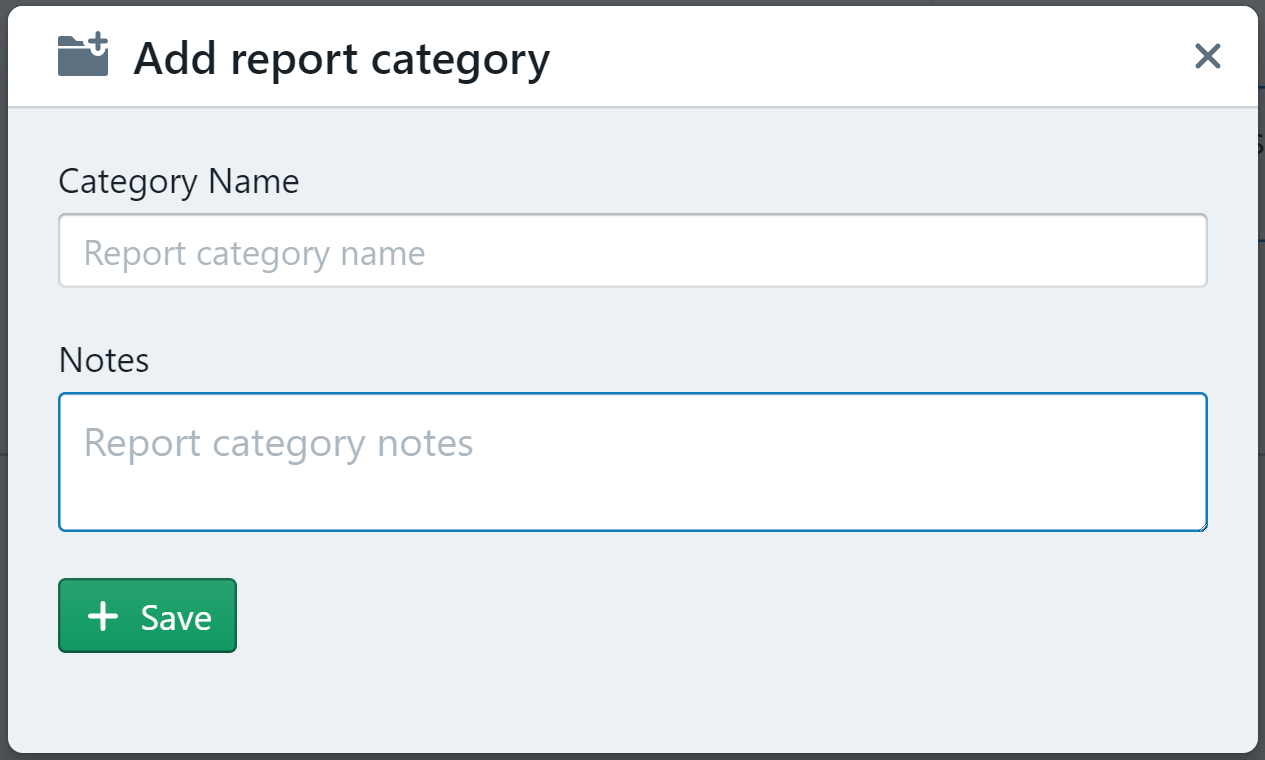 Add report category
Category Name
Report category name
Notes
Report category notes
Save